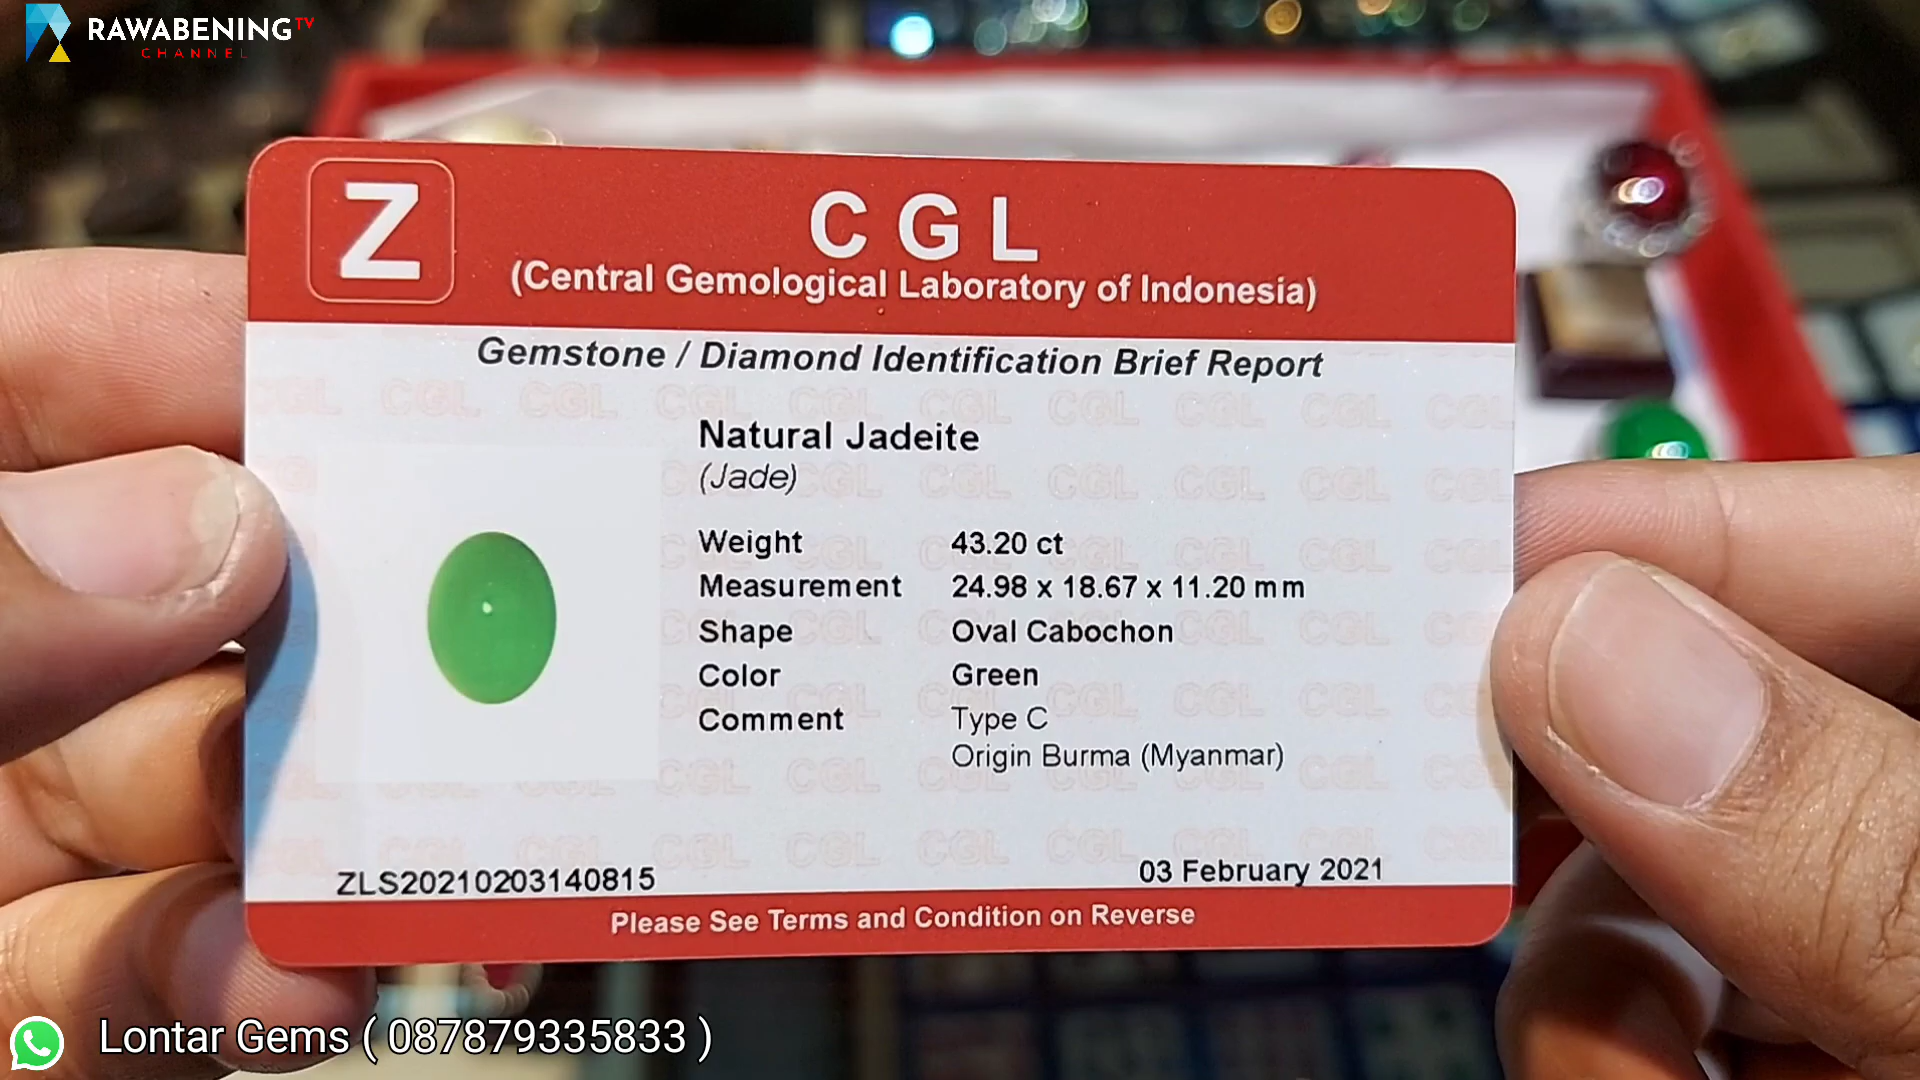 RAWABENING TV
CHANNEL
Z
CGL
(Central Gemological Laboratory of Indonesia)
Gemstone / Diamond Identification Brief Report
Natural Jadeite
(Jade)
Weight 43.20 ct
Measurement 24.98 x 18.67 x 11.20 mm
Shape Oval Cabochon
Color Green
Comment Type C
Origin Burma (Myanmar)
ZLS20210203140815 03 February 2021
Please See Terms and Condition on Reverse
Lontar Gems ( 087879335833 )